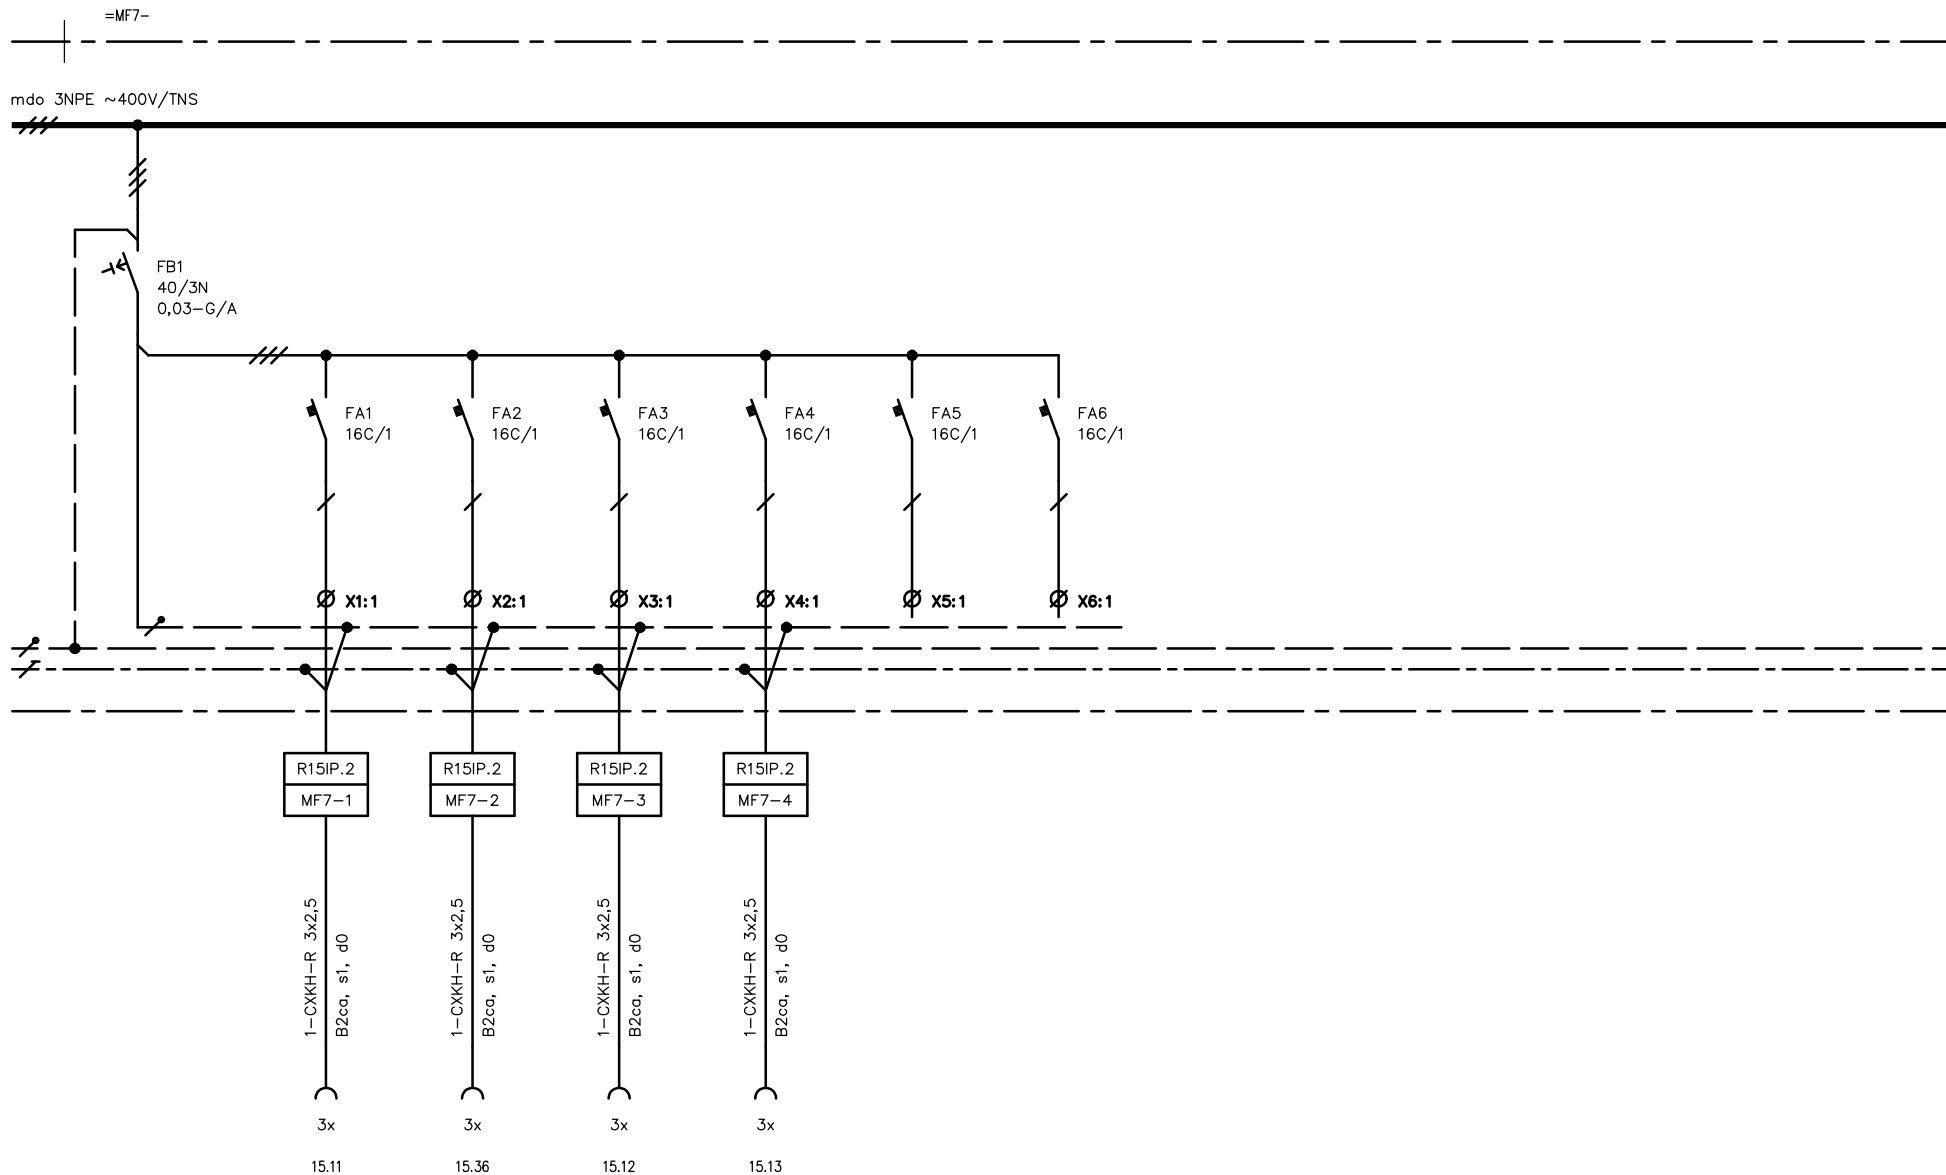 =MF7-
mdo 3NPE ~400V/TNS
FB1
40/3N
0,03-G/A
FA1
16C/1
FA2
16C/1
FA3
16C/1
FA4
16C/1
FA5
16C/1
FA6
16C/1
X1:1
X2:1
X3:1
X4:1
X5:1
X6:1
R15IP.2
MF7-1
R15IP.2
MF7-2
R15IP.2
MF7-3
R15IP.2
MF7-4
1-CXKH-R 3x2,5
B2ca, s1, d0
1-CXKH-R 3x2,5
B2ca, s1, d0
1-CXKH-R 3x2,5
B2ca, s1, d0
1-CXKH-R 3x2,5
B2ca, s1, d0
3x
3x
3x
3x
15.11
15.36
15.12
15.13